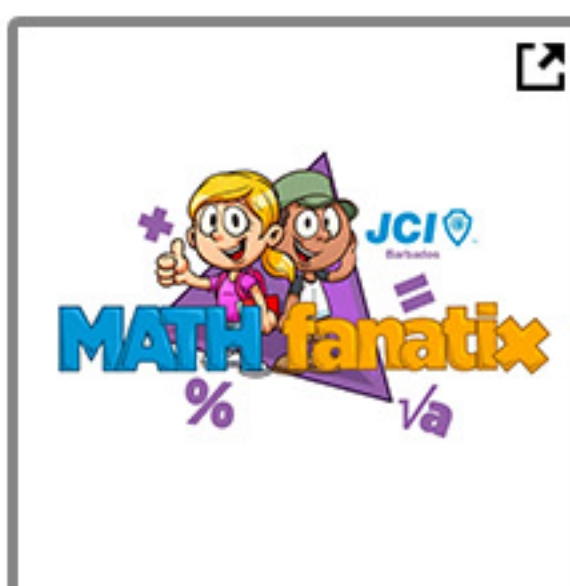 +
JCI
Barbados
=
MATH fanatix
% √a